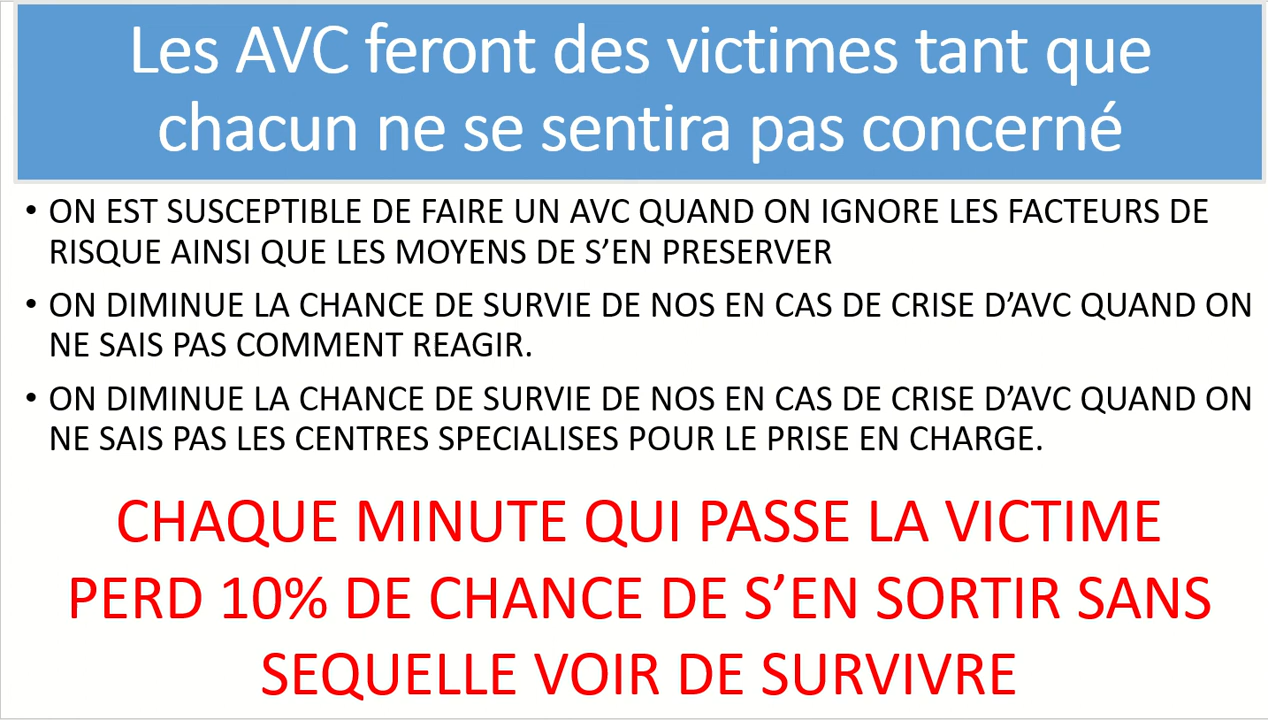 Les AVC feront des victimes tant que
chacun ne se sentira pas concerné
• ON EST SUSCEPTIBLE DE FAIRE UN AVC QUAND ON IGNORE LES FACTEURS DE
RISQUE AINSI QUE LES MOYENS DE S’EN PRESERVER
• ON DIMINUE LA CHANCE DE SURVIE DE NOS EN CAS DE CRISE D’AVC QUAND ON
NE SAIS PAS COMMENT REAGIR.
• ON DIMINUE LA CHANCE DE SURVIE DE NOS EN CAS DE CRISE D’AVC QUAND ON
NE SAIS PAS LES CENTRES SPECIALISES POUR LE PRISE EN CHARGE.
CHAQUE MINUTE QUI PASSE LA VICTIME
PERD 10% DE CHANCE DE S’EN SORTIR SANS
SEQUELLE VOIR DE SURVIVRE